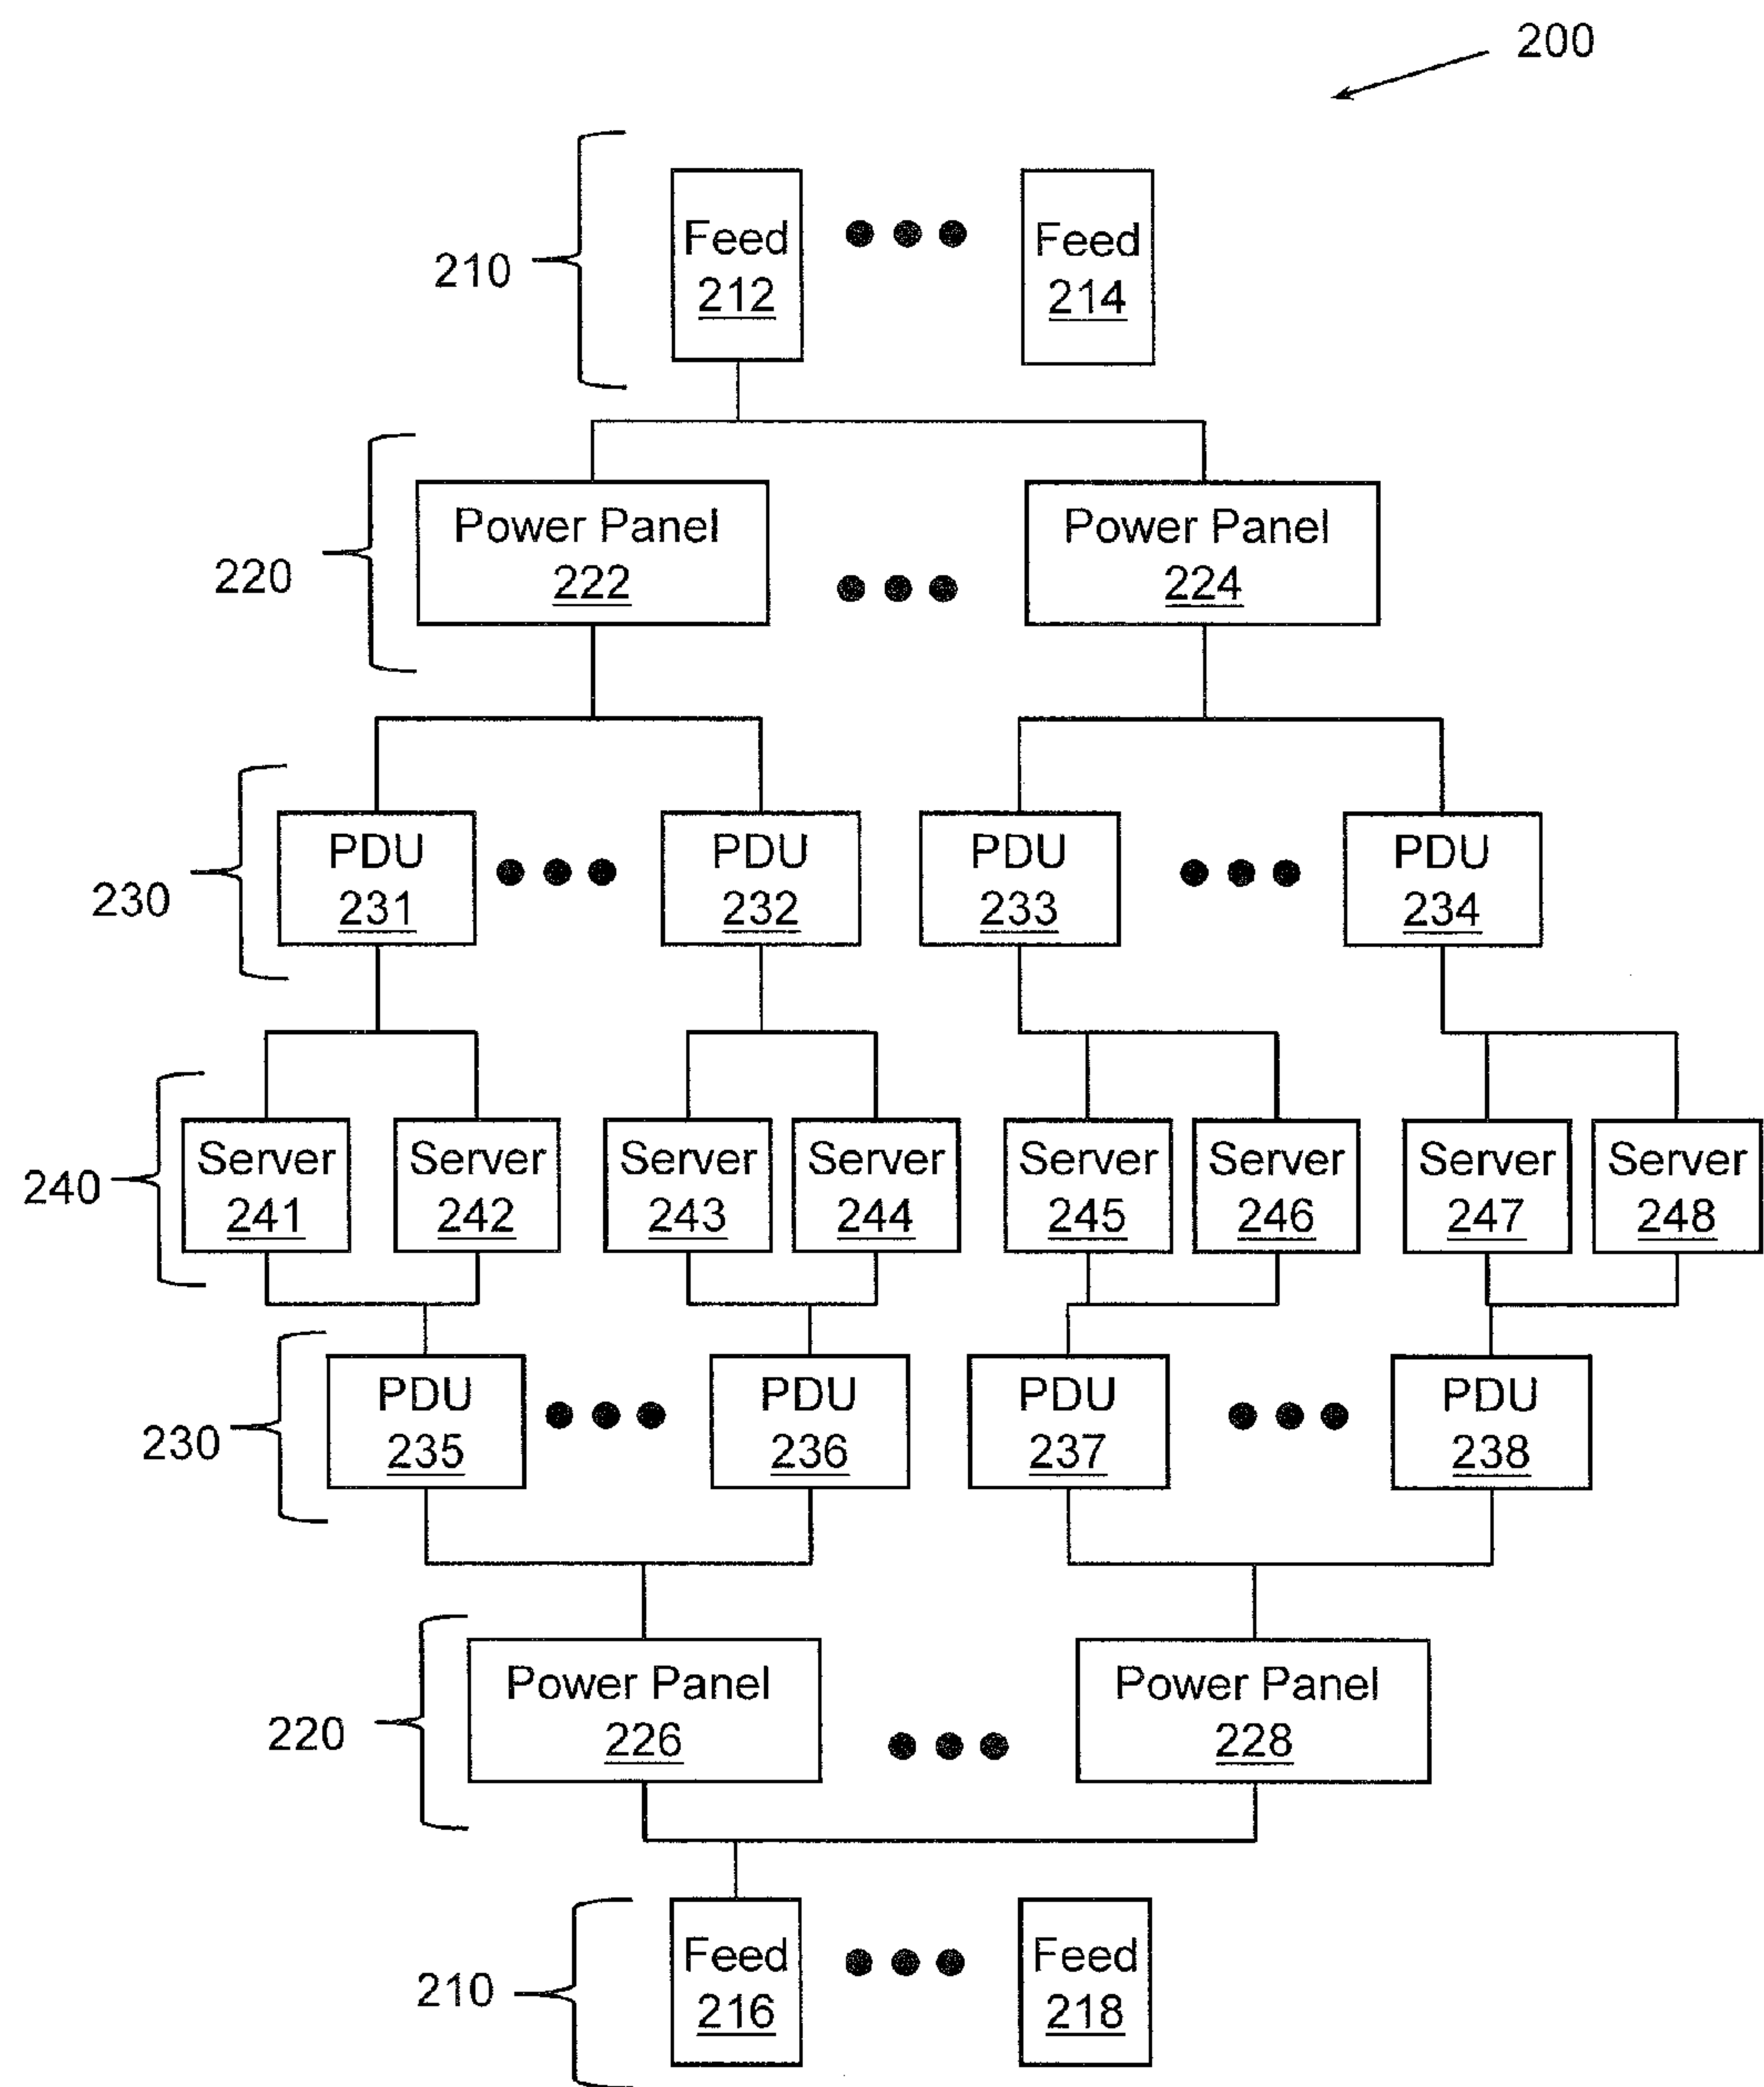 200
210
Feed
212
Feed
214
220
Power Panel
222
Power Panel
224
230
PDU
231
PDU
232
PDU
233
PDU
234
240
Server
241
Server
242
Server
243
Server
244
Server
245
Server
246
Server
247
Server
248
230
PDU
235
PDU
236
PDU
237
PDU
238
220
Power Panel
226
Power Panel
228
210
Feed
216
Feed
218